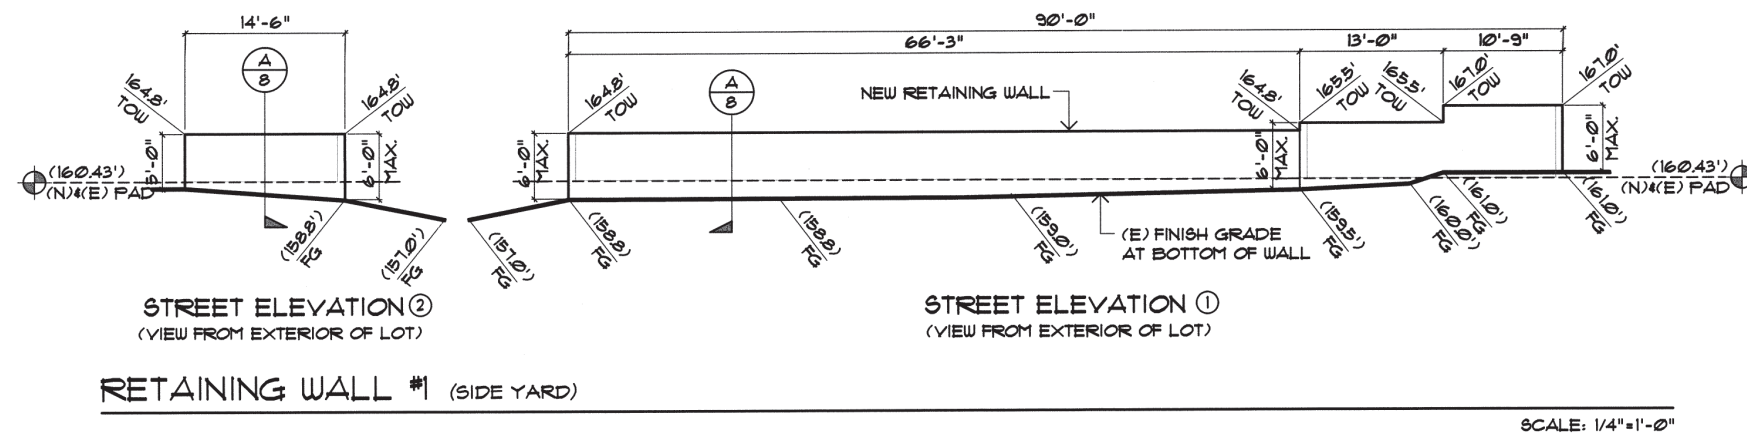 14'-6"
A
8
164.8'
TOW
164.8'
TOW
5'-0"
6'-0"
MAX.
(160.43')
(N)&(E) PAD
(158.8')
FG
(157.0')
FG
STREET ELEVATION 2
(VIEW FROM EXTERIOR OF LOT)
90'-0"
66'-3"
13'-0"
10'-9"
164.8'
TOW
A
8
NEW RETAINING WALL
164.8'
TOW
165.5'
TOW
165.5'
TOW
167.0'
TOW
167.0'
TOW
6'-0"
MAX.
6'-0"
MAX.
6'-0"
MAX.
(160.43')
(N)&(E) PAD
(157.0')
FG
(158.8)
FG
(158.8)
FG
(159.0')
FG
(E) FINISH GRADE
AT BOTTOM OF WALL
(159.5')
FG
(160.0')
FG
(161.0')
FG
(161.0')
FG
STREET ELEVATION 1
(VIEW FROM EXTERIOR OF LOT)
RETAINING WALL #1 (SIDE YARD)
SCALE: 1/4"=1'-0"